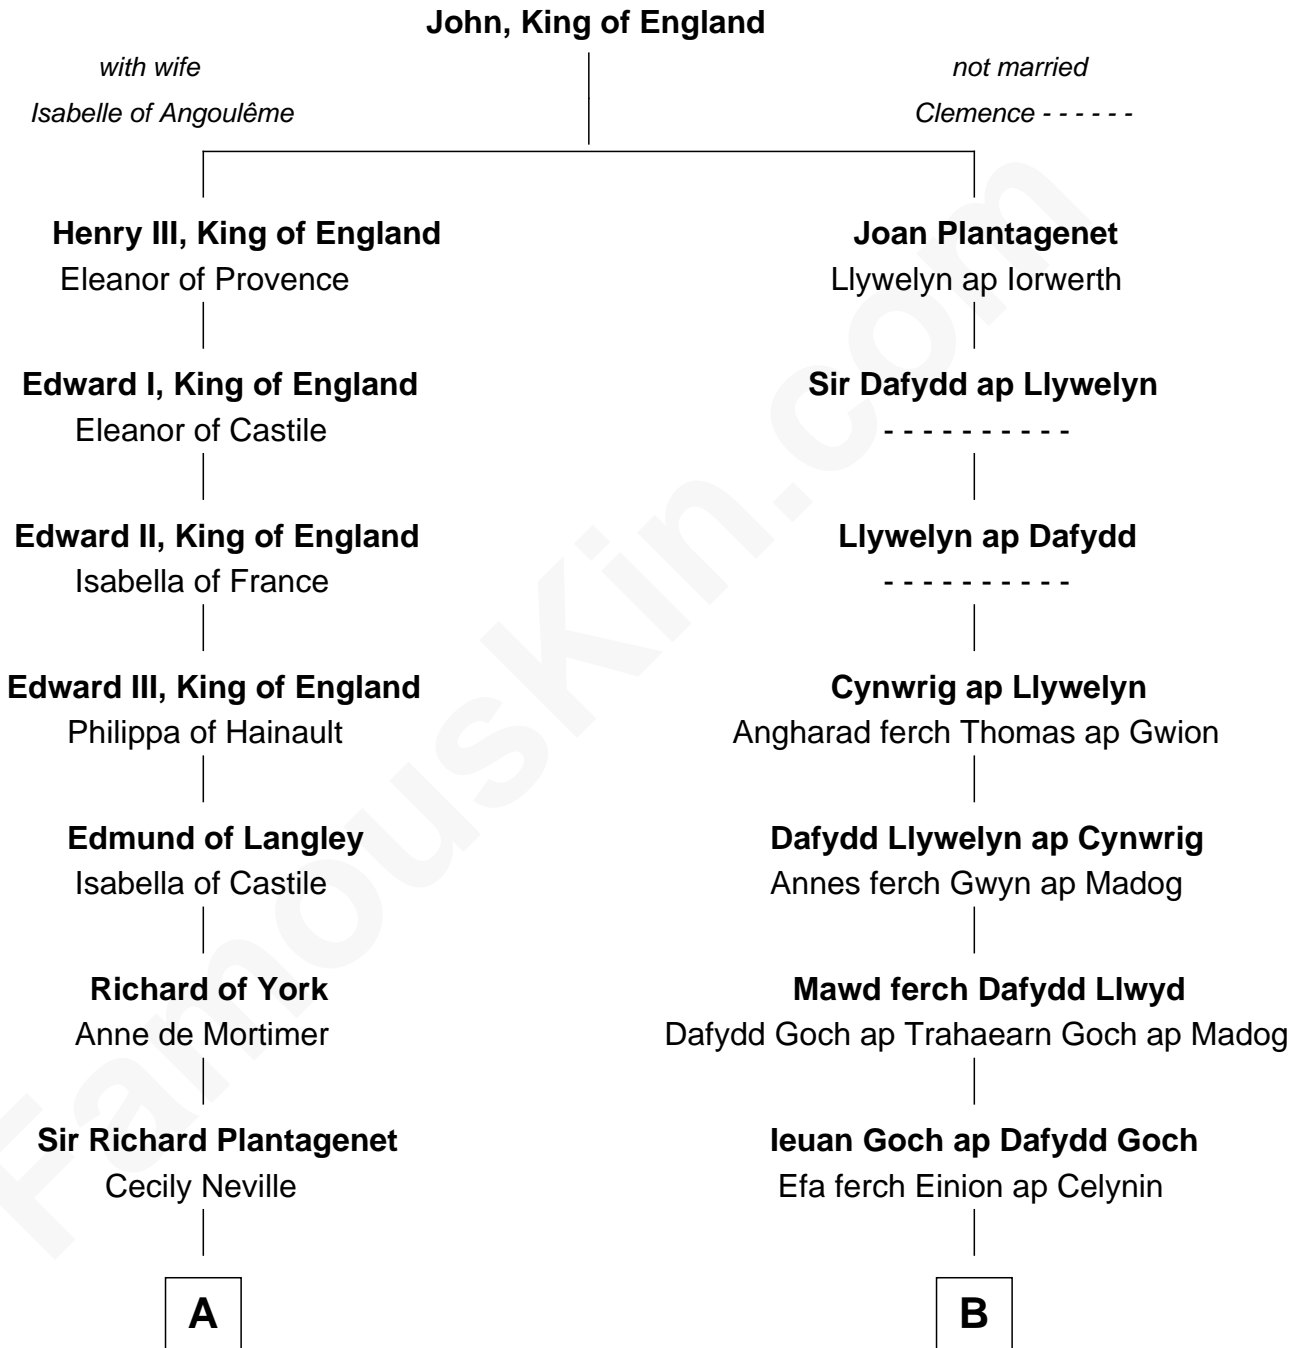 John, King of England
with wife
Isabelle of Angoulême
not married
Clemence - - - - - -
Henry III, King of England
Eleanor of Provence
Joan Plantagenet
Llywelyn ap Iorwerth
Edward I, King of England
Eleanor of Castile
Sir Dafydd ap Llywelyn
- - - - - - - - - -
Edward II, King of England
Isabella of France
Llywelyn ap Dafydd
- - - - - - - - - -
Edward III, King of England
Philippa of Hainault
Cynwrig ap Llywelyn
Angharad ferch Thomas ap Gwion
Edmund of Langley
Isabella of Castile
Dafydd Llywelyn ap Cynwrig
Annes ferch Gwyn ap Madog
Richard of York
Anne de Mortimer
Mawd ferch Dafydd Llwyd
Dafydd Goch ap Trahaearn Goch ap Madog
Sir Richard Plantagenet
Cecily Neville
Ieuan Goch ap Dafydd Goch
Efa ferch Einion ap Celynin
A
B
FamousKin.com